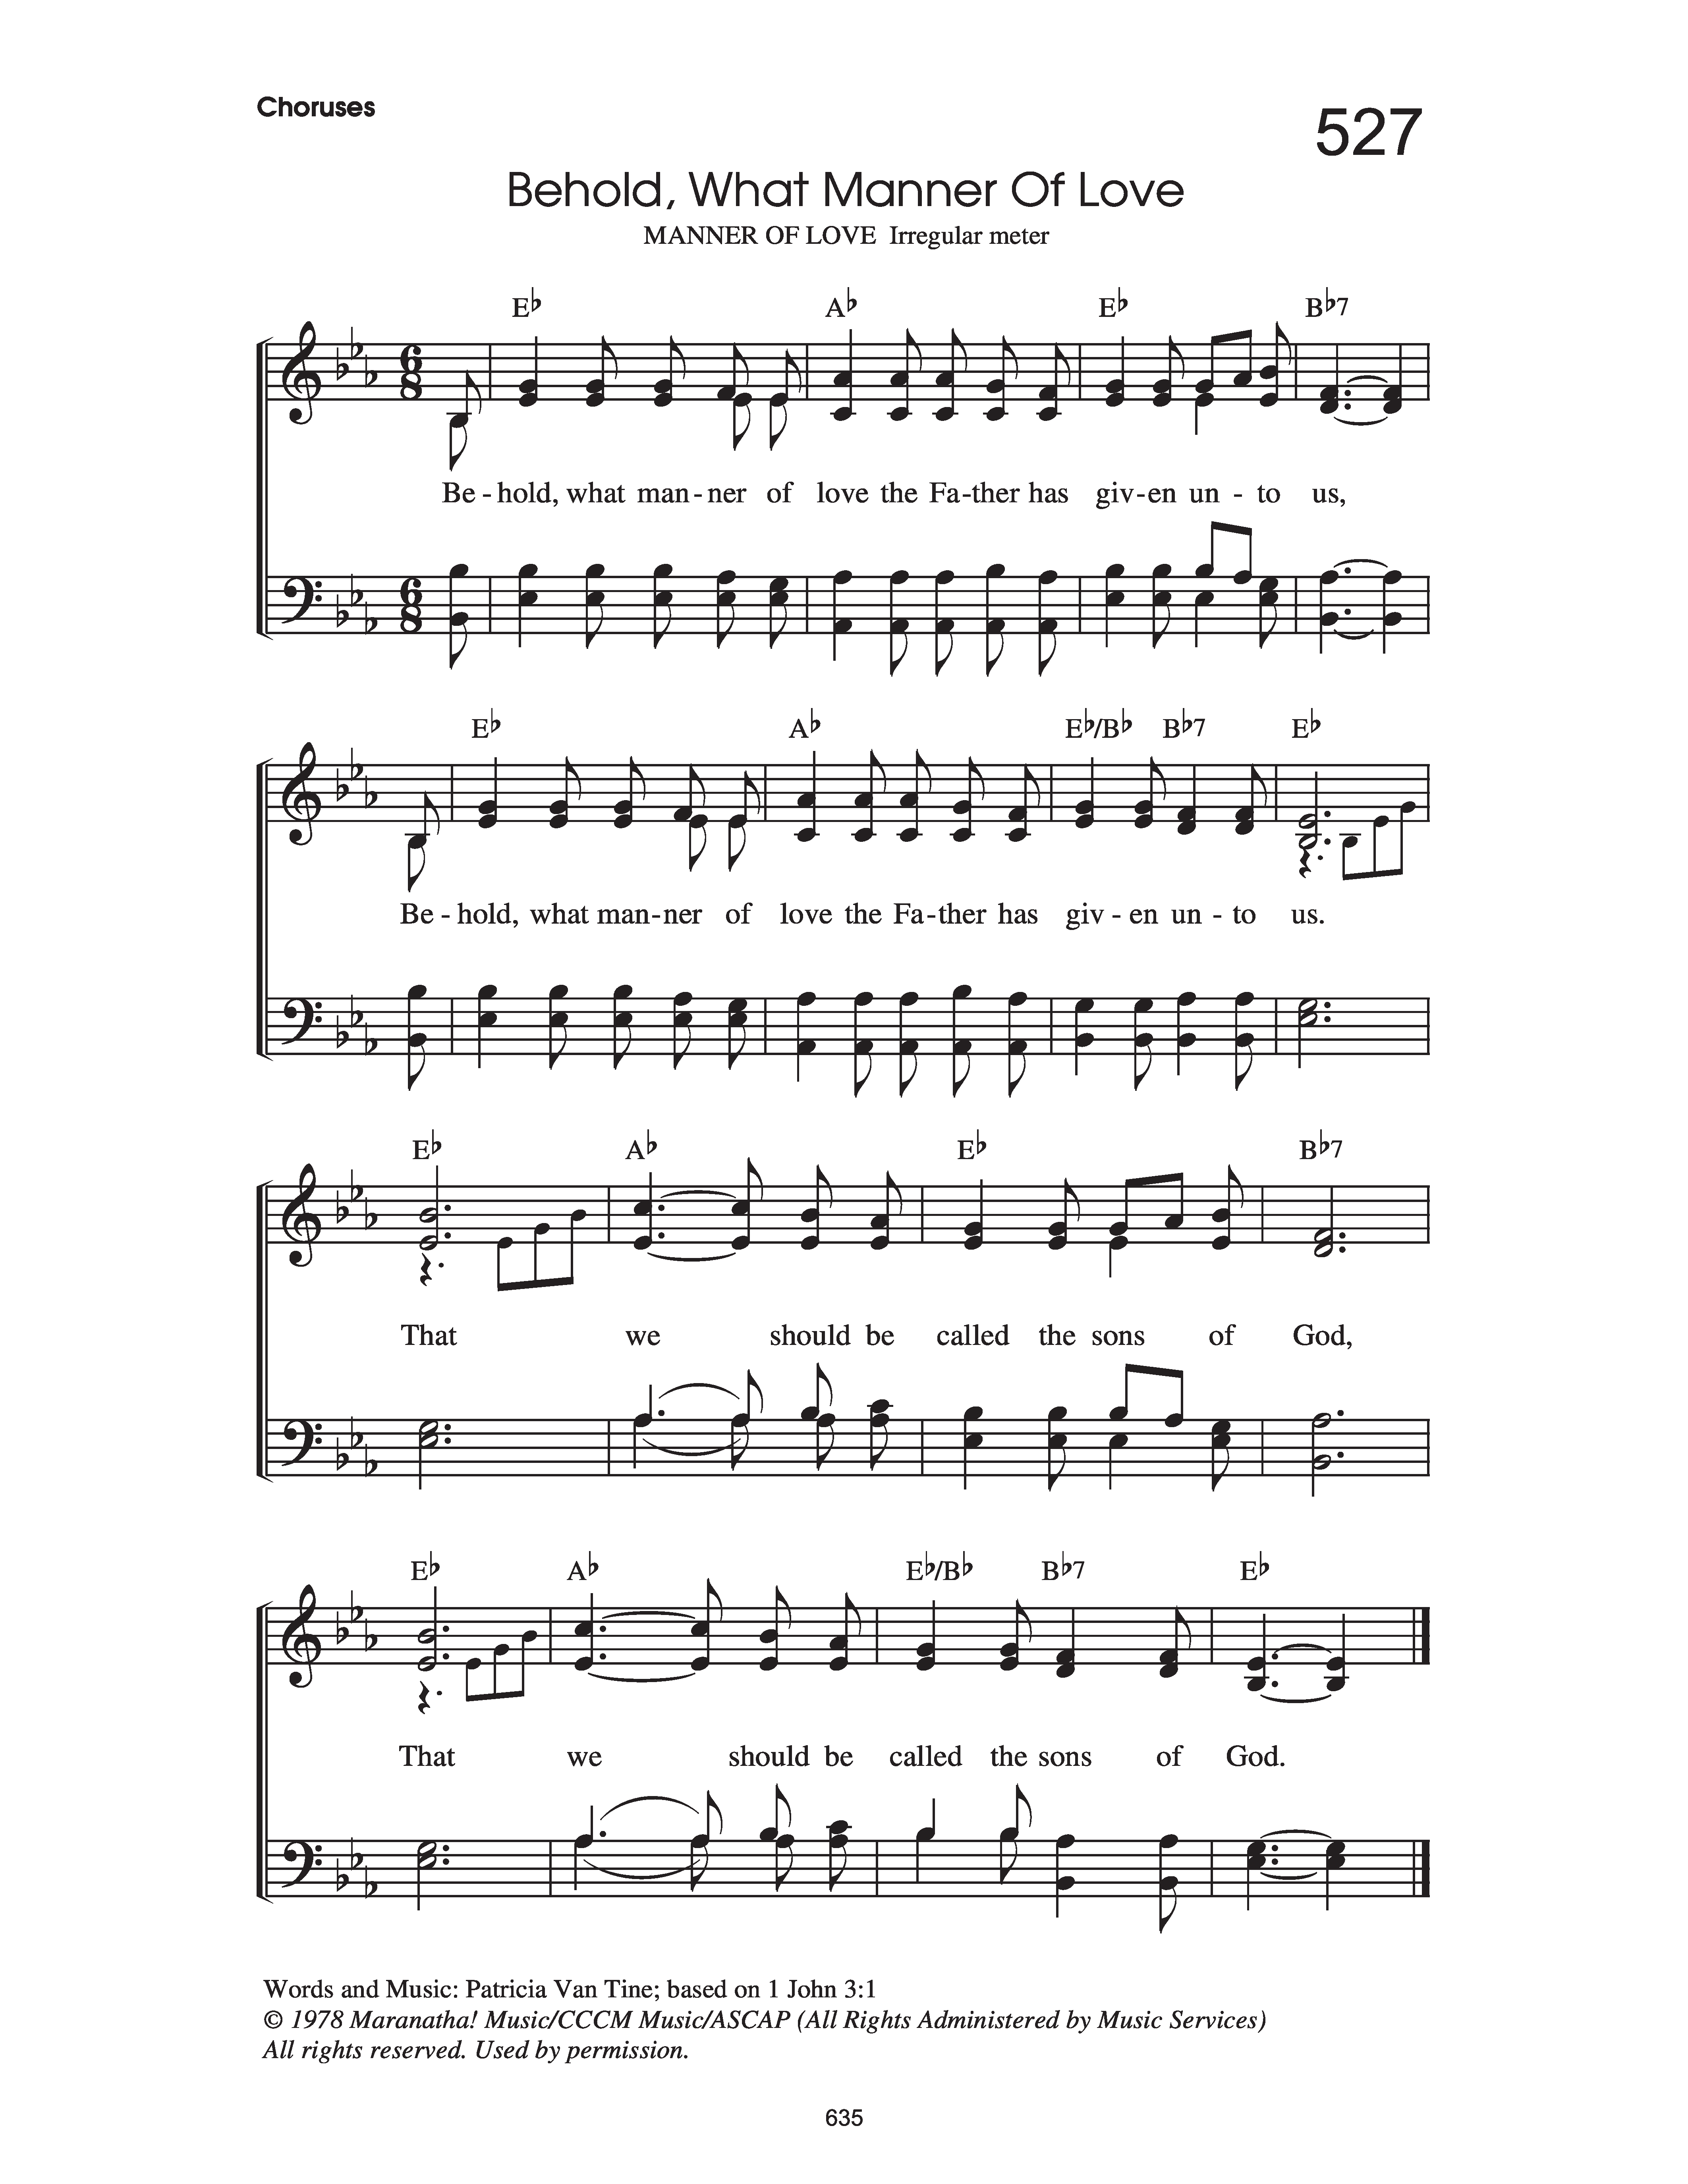 Choruses
527
Behold, What Manner Of Love
MANNER OF LOVE Irregular meter
E♭ A♭ E♭ B♭7
6 8
Be - hold, what man - ner of love the Fa - ther has giv - en un - to us,
6 8
E♭ A♭ E♭/B♭ B♭7 E♭
Be - hold, what man - ner of love the Fa - ther has giv - en un - to us.
E♭ A♭ E♭ B♭7
That we should be called the sons of God,
E♭ A♭ E♭/B♭ B♭7 E♭
That we should be called the sons of God.
Words and Music: Patricia Van Tine; based on 1 John 3:1
© 1978 Maranatha! Music/CCCM Music/ASCAP (All Rights Administered by Music Services)
All rights reserved. Used by permission.
635